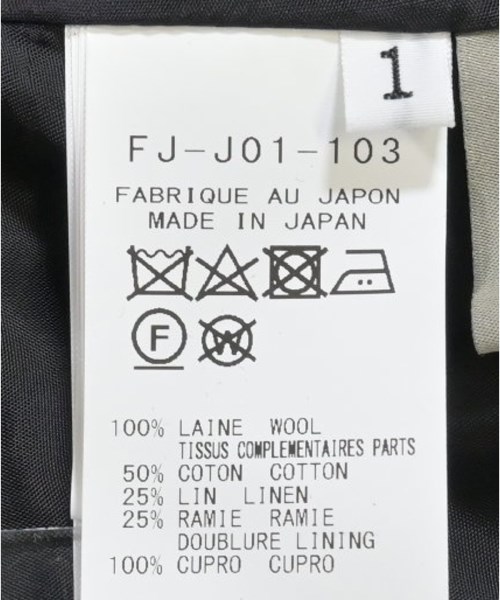 1
FJ-J01-103
FABRIQUE AU JAPON
MADE IN JAPAN
F W
100% LAINE WOOL
TISSUS COMPLEMENTAIRES PARTS
50% COTON COTTON
25% LIN LINEN
25% RAMIE RAMIE
DOUBLURE LINING
100% CUPRO CUPRO